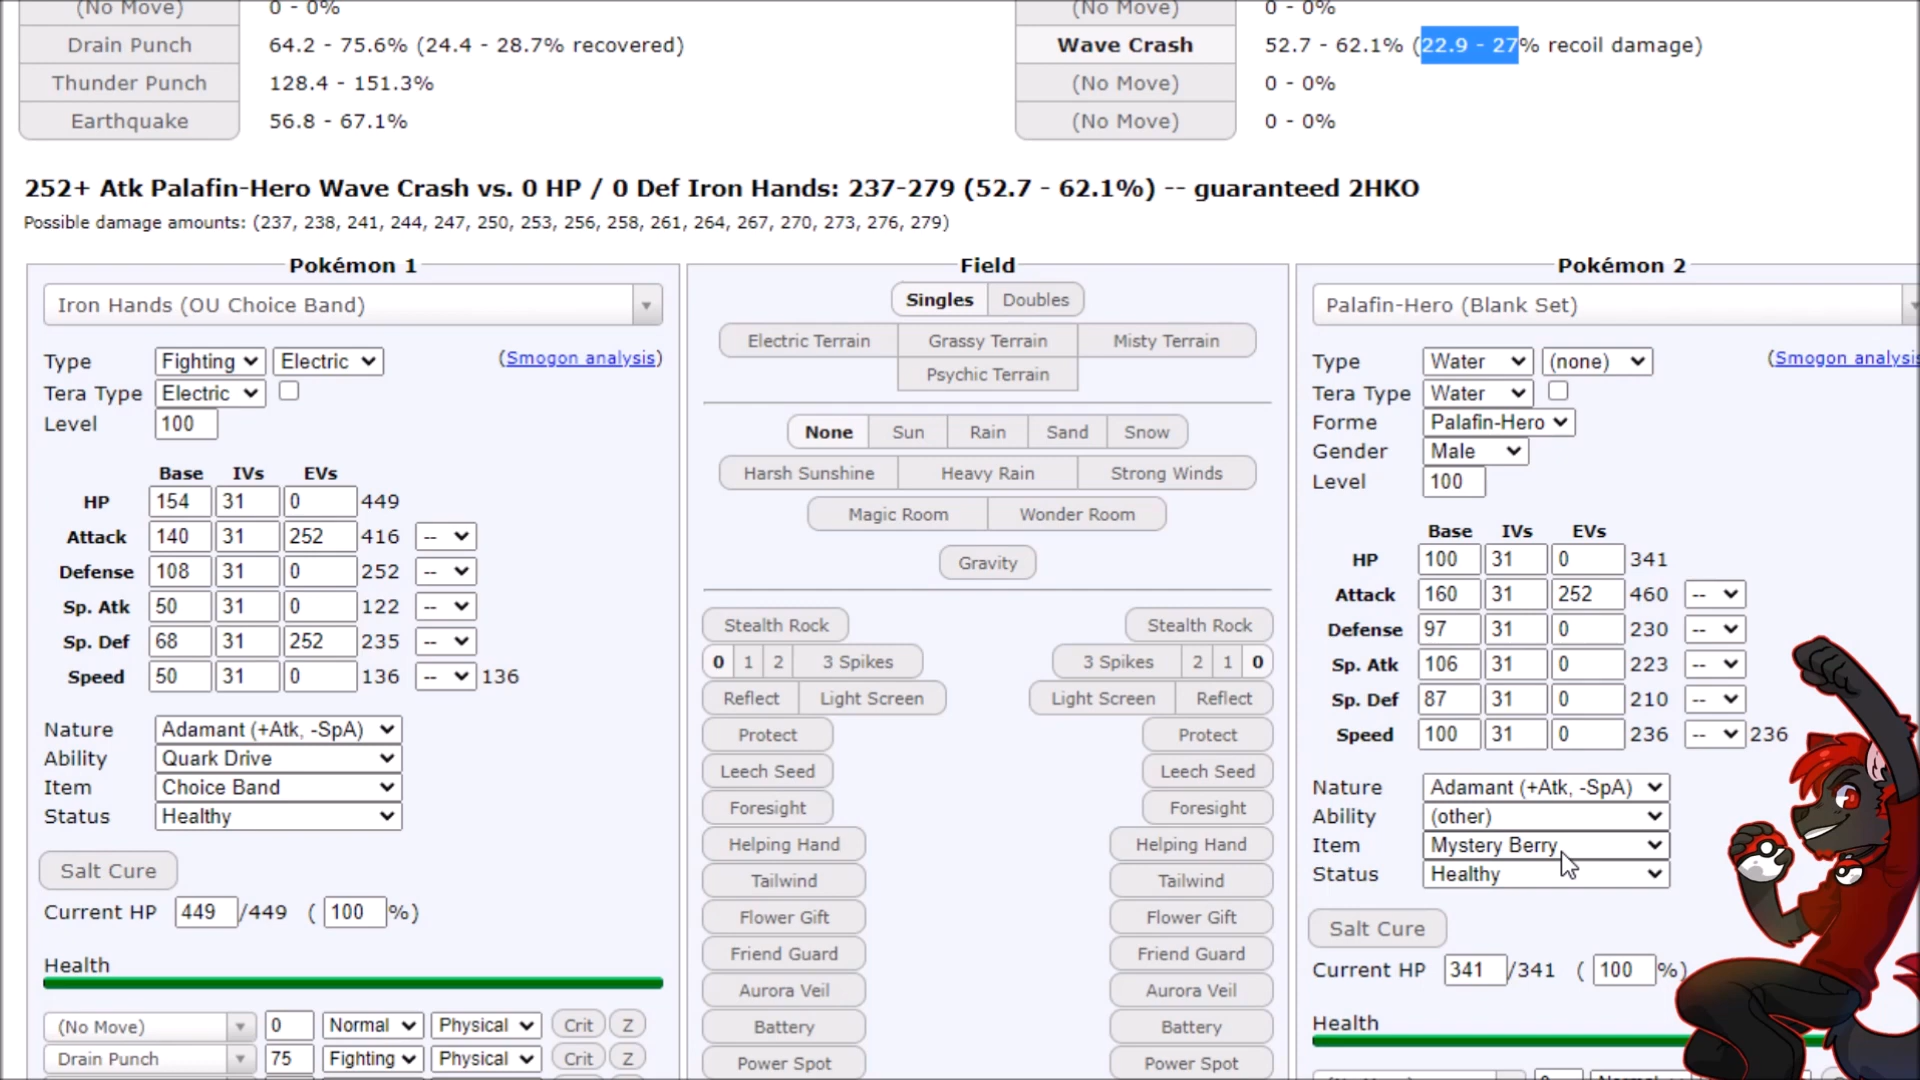 (No Move) 0 - 0% (No Move) 0 - 0%
Drain Punch 64.2 - 75.6% (24.4 - 28.7% recovered) Wave Crash 52.7 - 62.1% (22.9 - 27% recoil damage)
Thunder Punch 128.4 - 151.3% (No Move) 0 - 0%
Earthquake 56.8 - 67.1% (No Move) 0 - 0%
252+ Atk Palafin-Hero Wave Crash vs. 0 HP / 0 Def Iron Hands: 237-279 (52.7 - 62.1%) -- guaranteed 2HKO
Possible damage amounts: (237, 238, 241, 244, 247, 250, 253, 256, 258, 261, 264, 267, 270, 273, 276, 279)
Pokémon 1
Iron Hands (OU Choice Band)
Type Fighting Electric (Smogon analysis)
Tera Type Electric
Level 100
Base IVs EVs
HP 154 31 0 449
Attack 140 31 252 416 --
Defense 108 31 0 252 --
Sp. Atk 50 31 0 122 --
Sp. Def 68 31 252 235 --
Speed 50 31 0 136 -- 136
Nature Adamant (+Atk, -SpA)
Ability Quark Drive
Item Choice Band
Status Healthy
Salt Cure
Current HP 449 /449 ( 100 %)
Health
(No Move) 0 Normal Physical Crit Z
Drain Punch 75 Fighting Physical Crit Z
Field
Singles Doubles
Electric Terrain Grassy Terrain Misty Terrain
Psychic Terrain
None Sun Rain Sand Snow
Harsh Sunshine Heavy Rain Strong Winds
Magic Room Wonder Room
Gravity
Stealth Rock Stealth Rock
0 1 2 3 Spikes 3 Spikes 2 1 0
Reflect Light Screen Light Screen Reflect
Protect Protect
Leech Seed Leech Seed
Foresight Foresight
Helping Hand Helping Hand
Tailwind Tailwind
Flower Gift Flower Gift
Friend Guard Friend Guard
Aurora Veil Aurora Veil
Battery Battery
Power Spot Power Spot
Pokémon 2
Palafin-Hero (Blank Set)
Type Water (none) (Smogon analysis
Tera Type Water
Forme Palafin-Hero
Gender Male
Level 100
Base IVs EVs
HP 100 31 0 341
Attack 160 31 252 460 --
Defense 97 31 0 230 --
Sp. Atk 106 31 0 223 --
Sp. Def 87 31 0 210 --
Speed 100 31 0 236 -- 236
Nature Adamant (+Atk, -SpA)
Ability (other)
Item Mystery Berry
Status Healthy
Salt Cure
Current HP 341 /341 ( 100 %)
Health